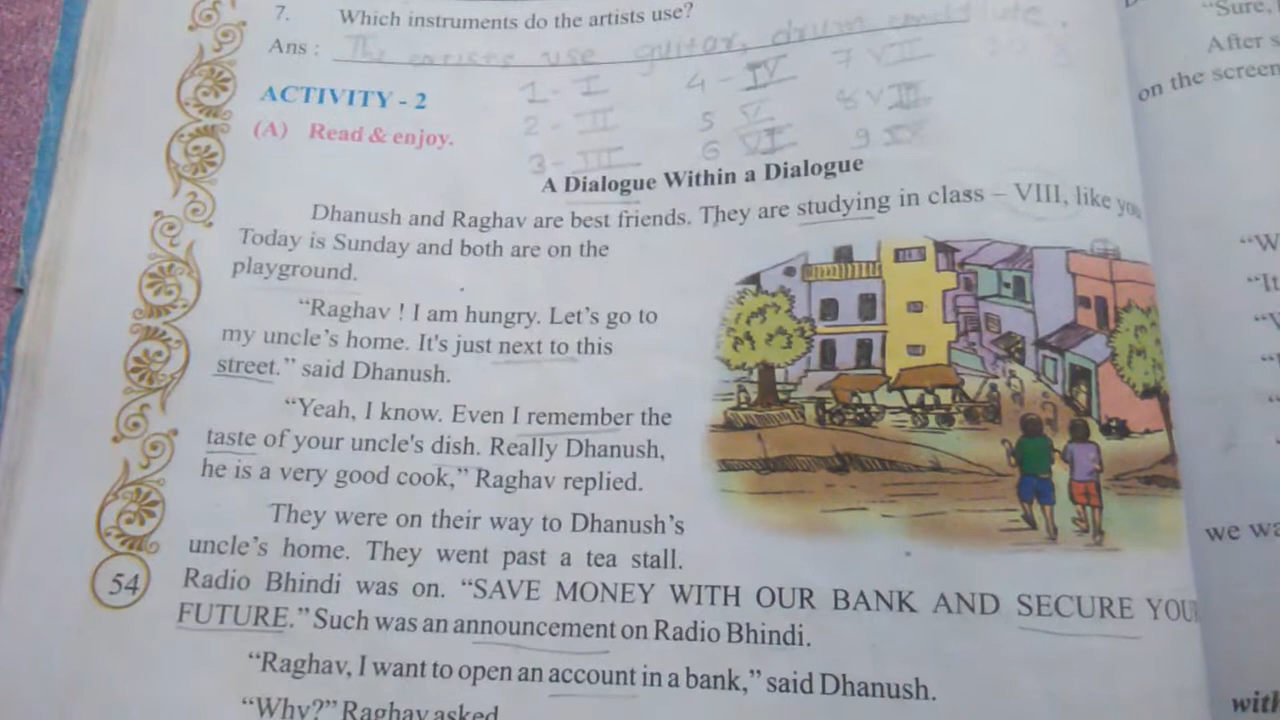 7. Which instruments do the artists use?
Ans : The artists use guitar, drum
ACTIVITY - 2
(A) Read & enjoy.
1 - I 4 - IV 7 VII
2 - II 5 V 8 VIII
3 - III 6 VI 9 IX
A Dialogue Within a Dialogue
Dhanush and Raghav are best friends. They are studying in class – VIII, like you
Today is Sunday and both are on the
playground.
“Raghav ! I am hungry. Let’s go to
my uncle’s home. It's just next to this
street.” said Dhanush.
“Yeah, I know. Even I remember the
taste of your uncle's dish. Really Dhanush,
he is a very good cook,” Raghav replied.
They were on their way to Dhanush’s
uncle’s home. They went past a tea stall.
54
Radio Bhindi was on. “SAVE MONEY WITH OUR BANK AND SECURE YOU
FUTURE.” Such was an announcement on Radio Bhindi.
“Raghav, I want to open an account in a bank,” said Dhanush.
“Why?” Raghav asked
“Sure,
After s
on the screen
“W
“It
we wa
with